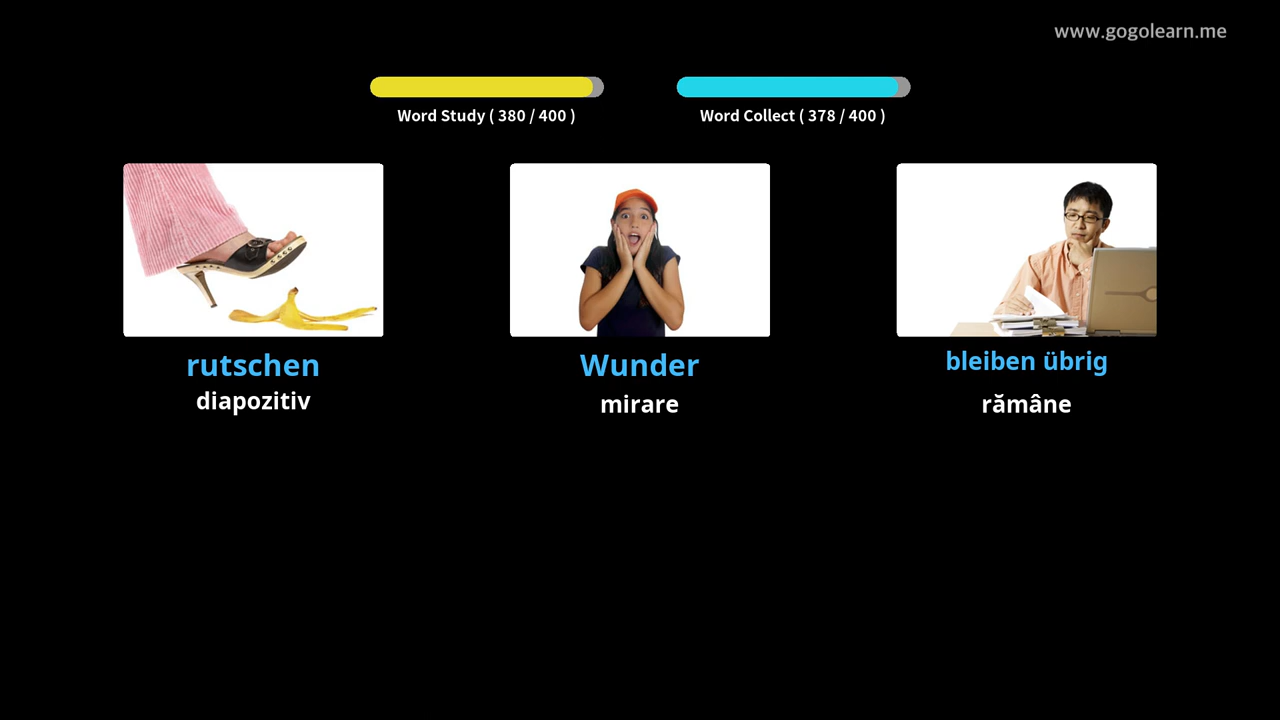 www.gogolearn.me
Word Study ( 380 / 400 )
Word Collect ( 378 / 400 )
rutschen
diapozitiv
Wunder
mirare
bleiben übrig
rămâne